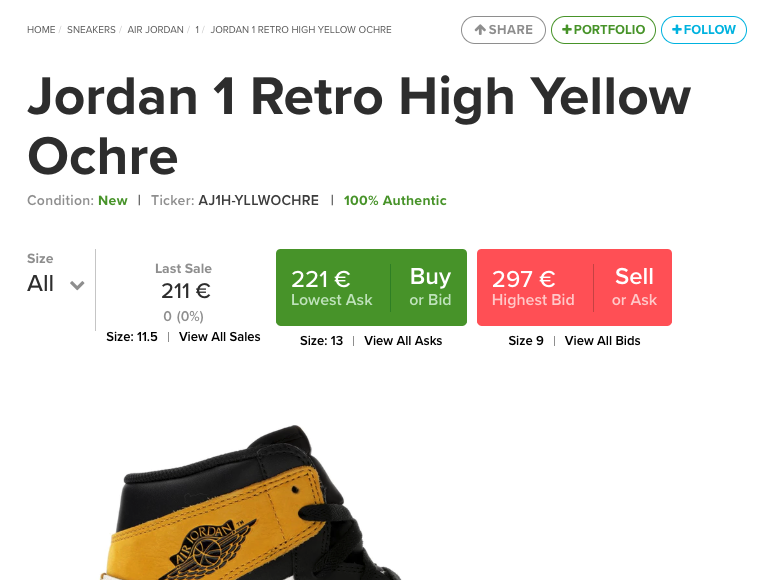 HOME / SNEAKERS / AIR JORDAN / 1 / JORDAN 1 RETRO HIGH YELLOW OCHRE
SHARE
+PORTFOLIO
+FOLLOW
Jordan 1 Retro High Yellow
Ochre
Condition: New | Ticker: AJ1H-YLLWOCHRE | 100% Authentic
Size
All
Last Sale
211 €
0 (0%)
Size: 11.5 | View All Sales
221 €
Lowest Ask
Buy
or Bid
Size: 13 | View All Asks
297 €
Highest Bid
Sell
or Ask
Size 9 | View All Bids
AIR JORDAN TM